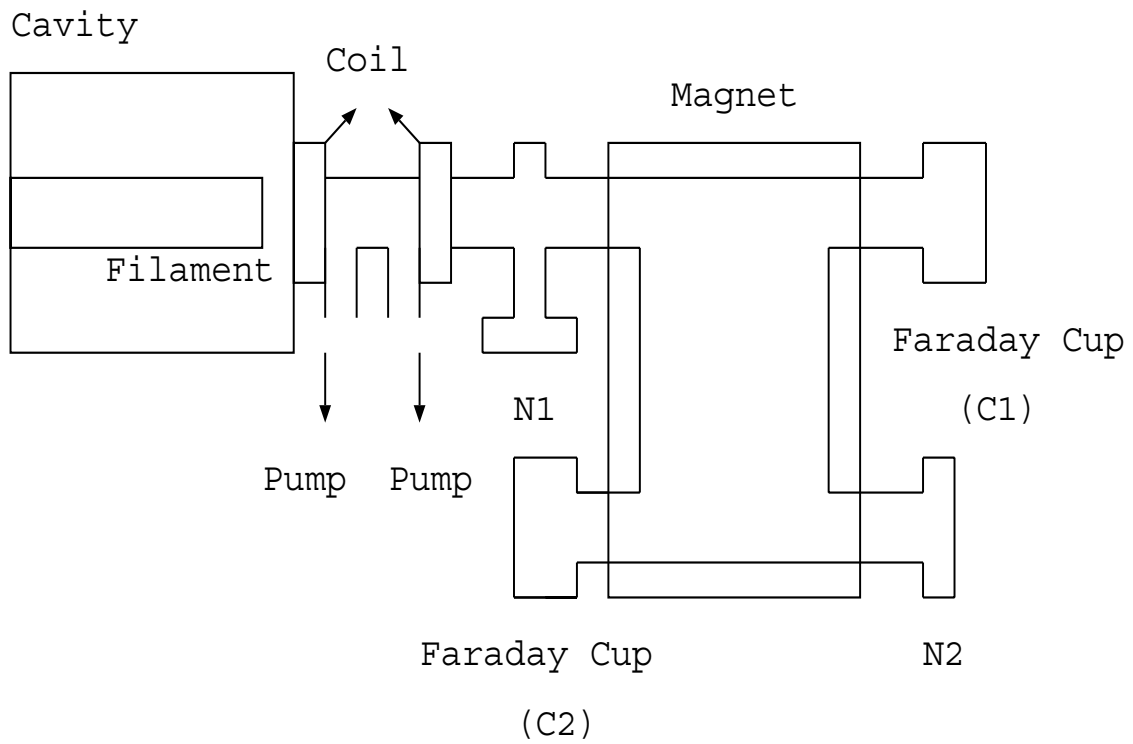 Cavity
Coil
Magnet
Filament
Faraday Cup
(C1)
N1
Pump
Pump
Faraday Cup
(C2)
N2